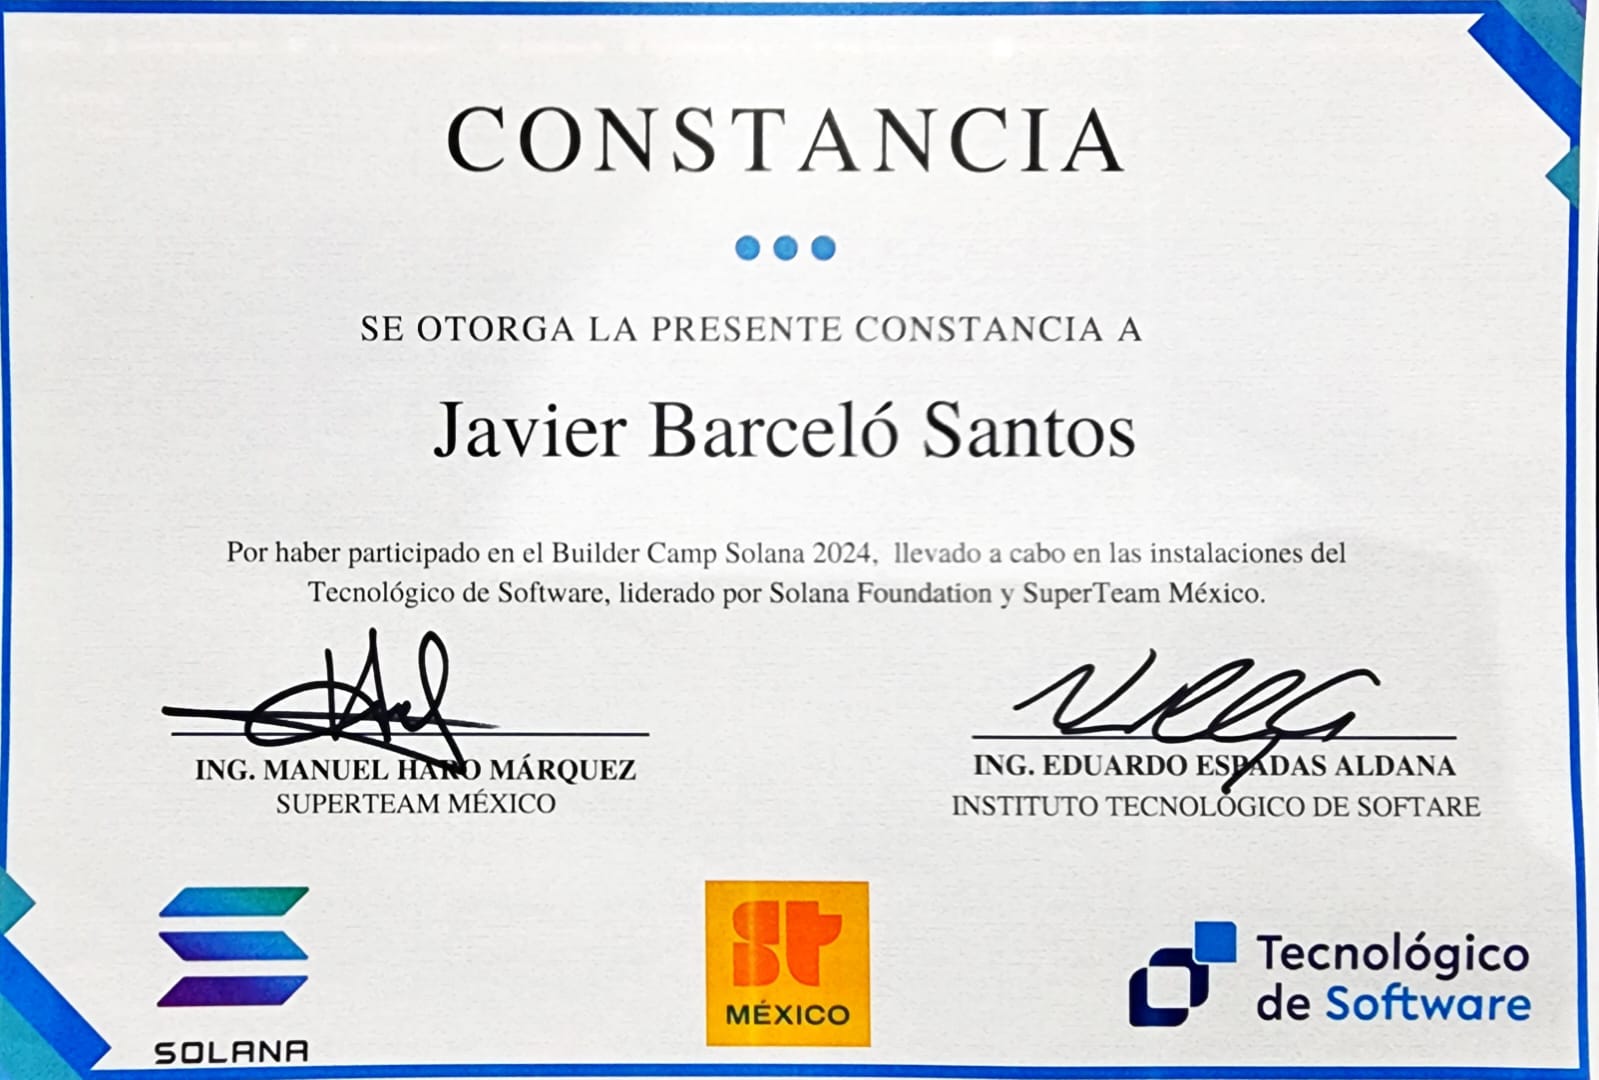 CONSTANCIA
SE OTORGA LA PRESENTE CONSTANCIA A
Javier Barceló Santos
Por haber participado en el Builder Camp Solana 2024, llevado a cabo en las instalaciones del
Tecnológico de Software, liderado por Solana Foundation y SuperTeam México.
ING. MANUEL HARO MÁRQUEZ
SUPERTEAM MÉXICO
ING. EDUARDO ESPADAS ALDANA
INSTITUTO TECNOLÓGICO DE SOFTARE
SOLANA
st
MÉXICO
Tecnológico
de Software